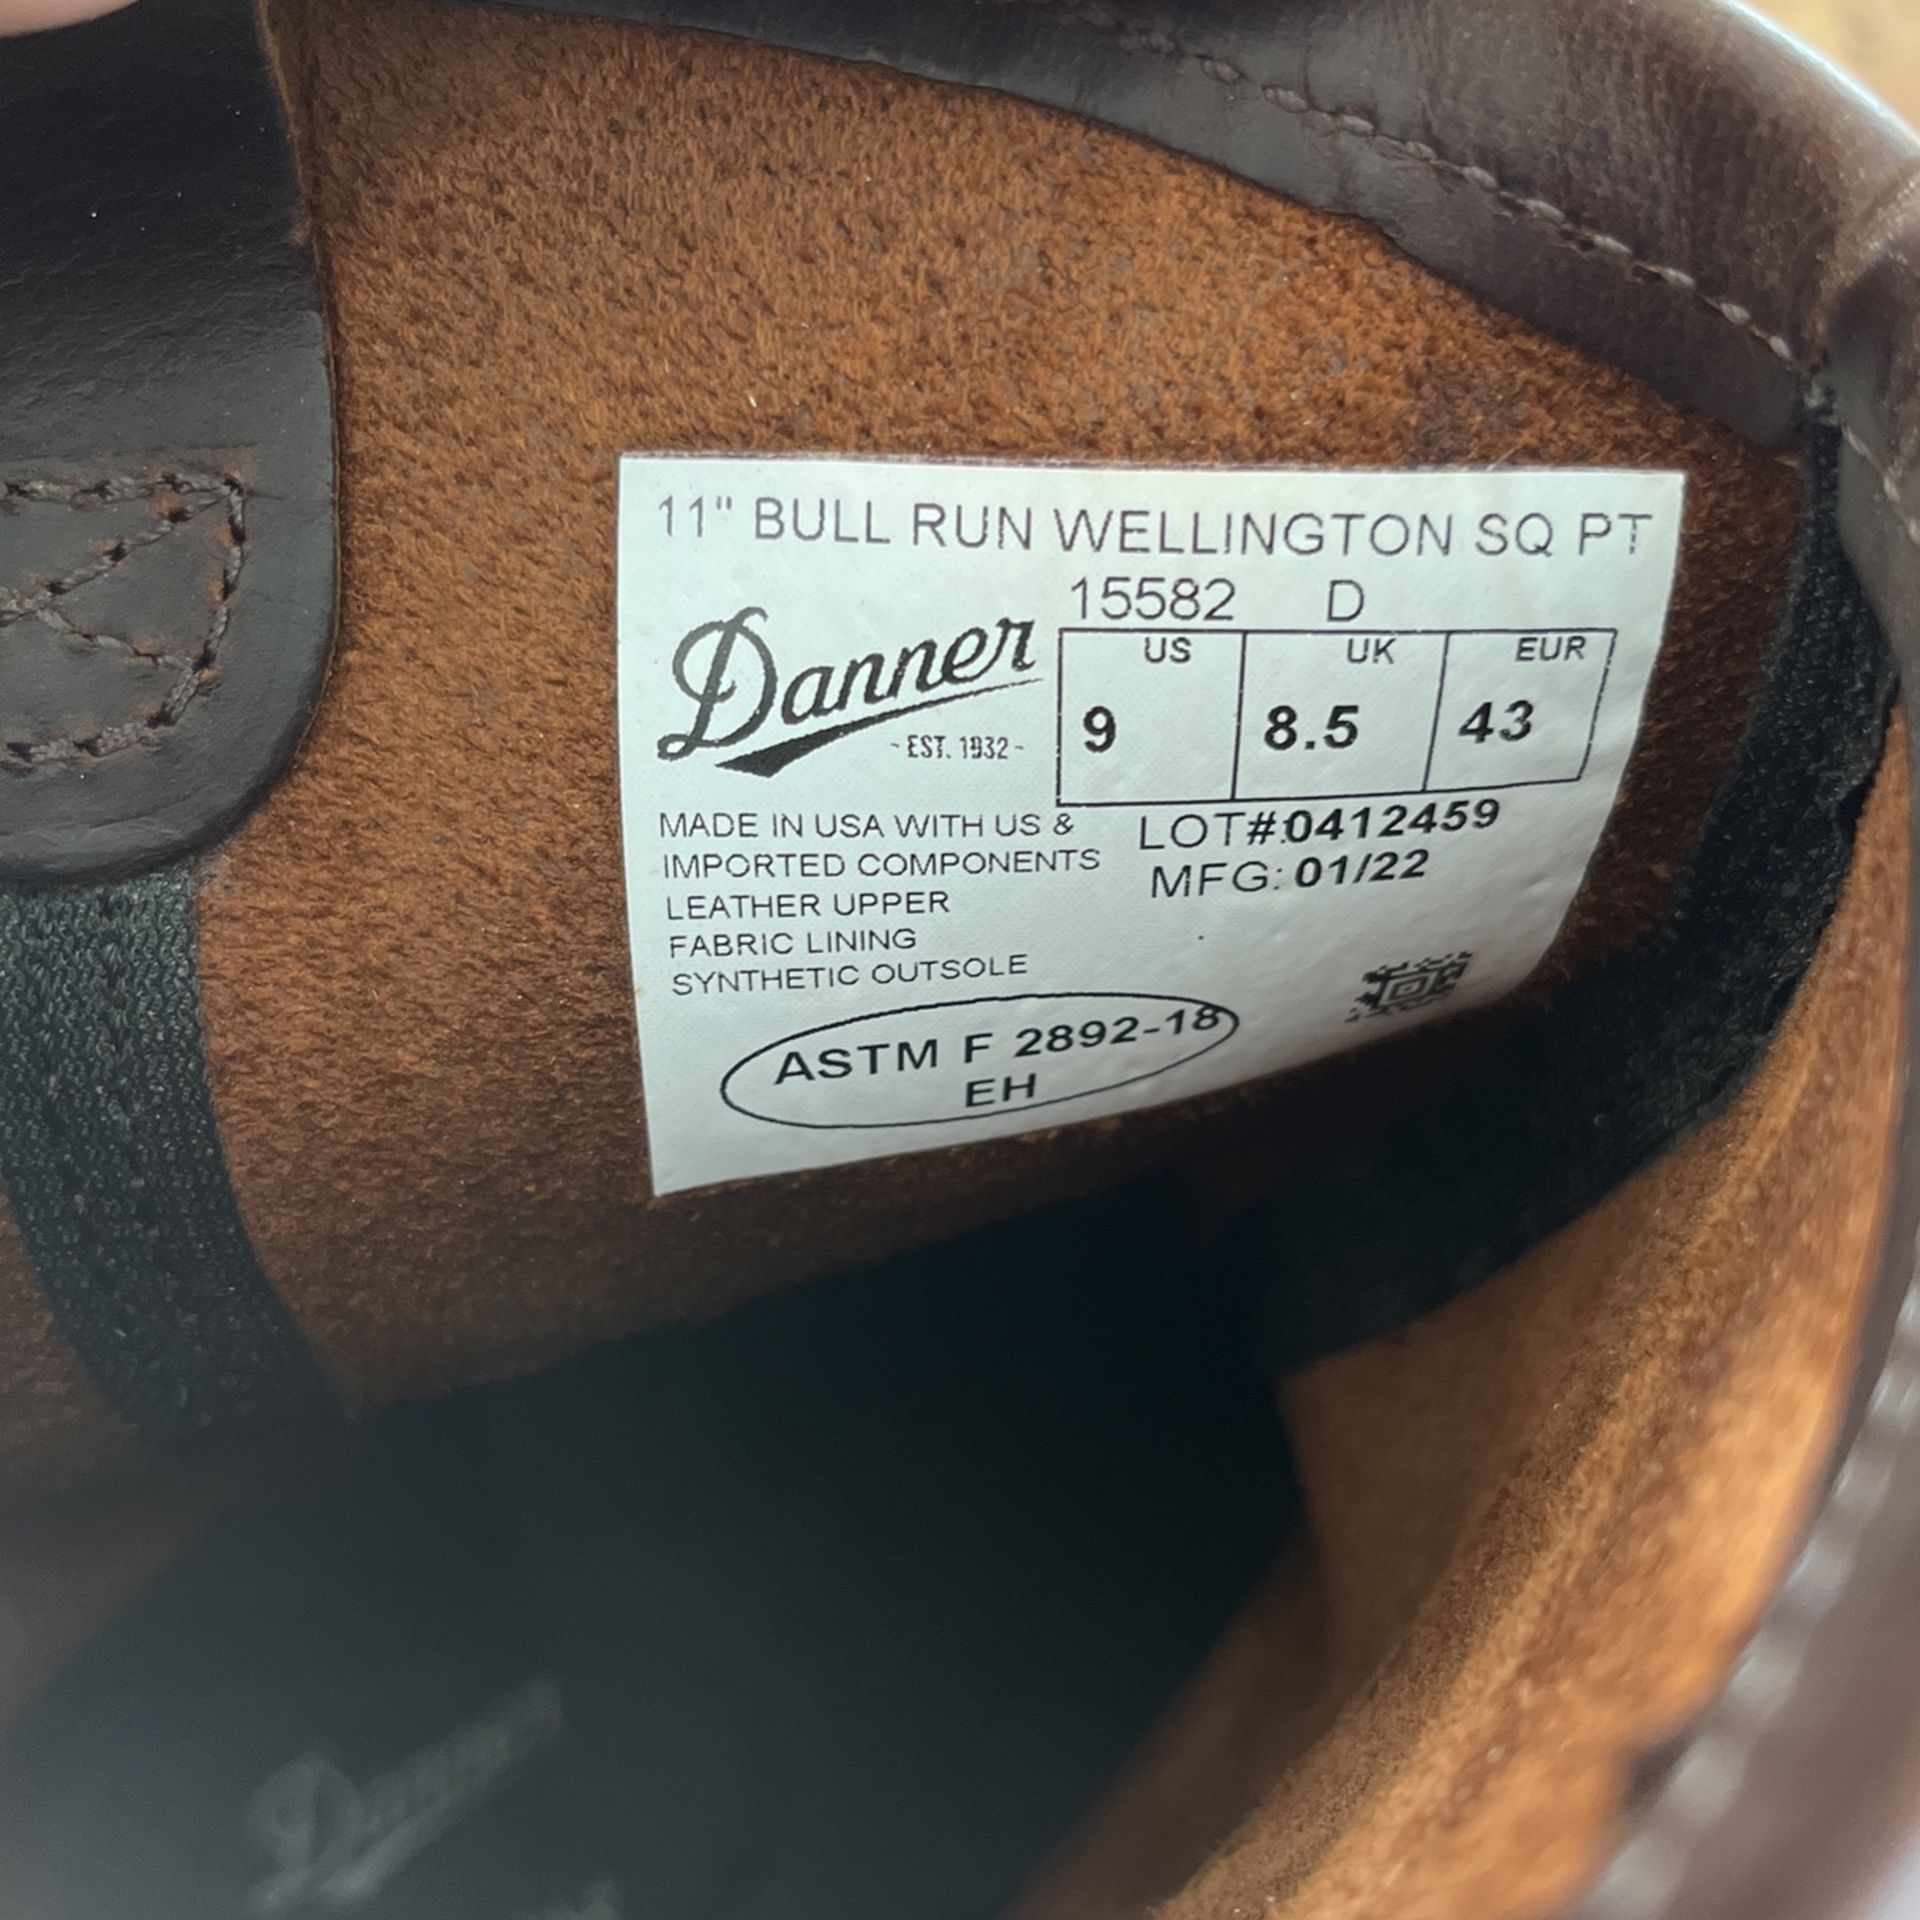 11" BULL RUN WELLINGTON SQ PT
15582 D
Danner
- EST. 1932 -
US UK EUR
9 8.5 43
MADE IN USA WITH US &
IMPORTED COMPONENTS
LEATHER UPPER
FABRIC LINING
SYNTHETIC OUTSOLE
LOT#:0412459
MFG: 01/22
ASTM F 2892-18
EH
Danner